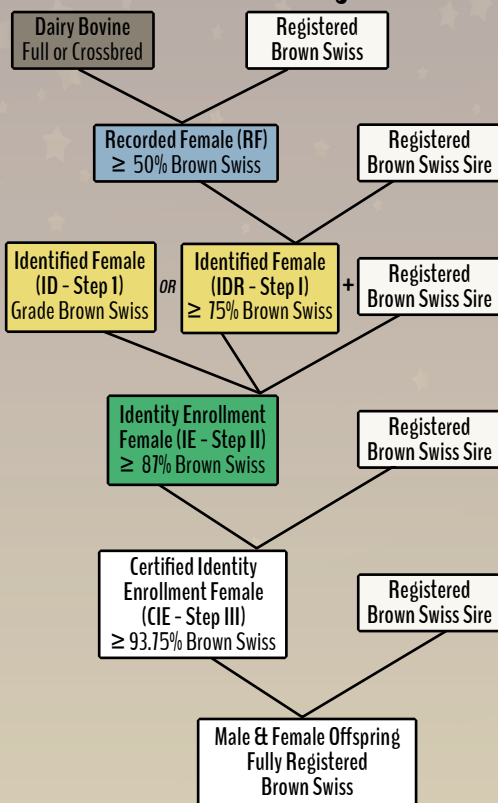 Dairy Bovine
Full or Crossbred
Registered
Brown Swiss
Recorded Female (RF)
≥ 50% Brown Swiss
Registered
Brown Swiss Sire
Identified Female
(ID - Step 1)
Grade Brown Swiss
OR
Identified Female
(IDR - Step I)
≥ 75% Brown Swiss
+
Registered
Brown Swiss Sire
Identity Enrollment
Female (IE - Step II)
≥ 87% Brown Swiss
Registered
Brown Swiss Sire
Certified Identity
Enrollment Female
(CIE - Step III)
≥ 93.75% Brown Swiss
Registered
Brown Swiss Sire
Male & Female Offspring
Fully Registered
Brown Swiss